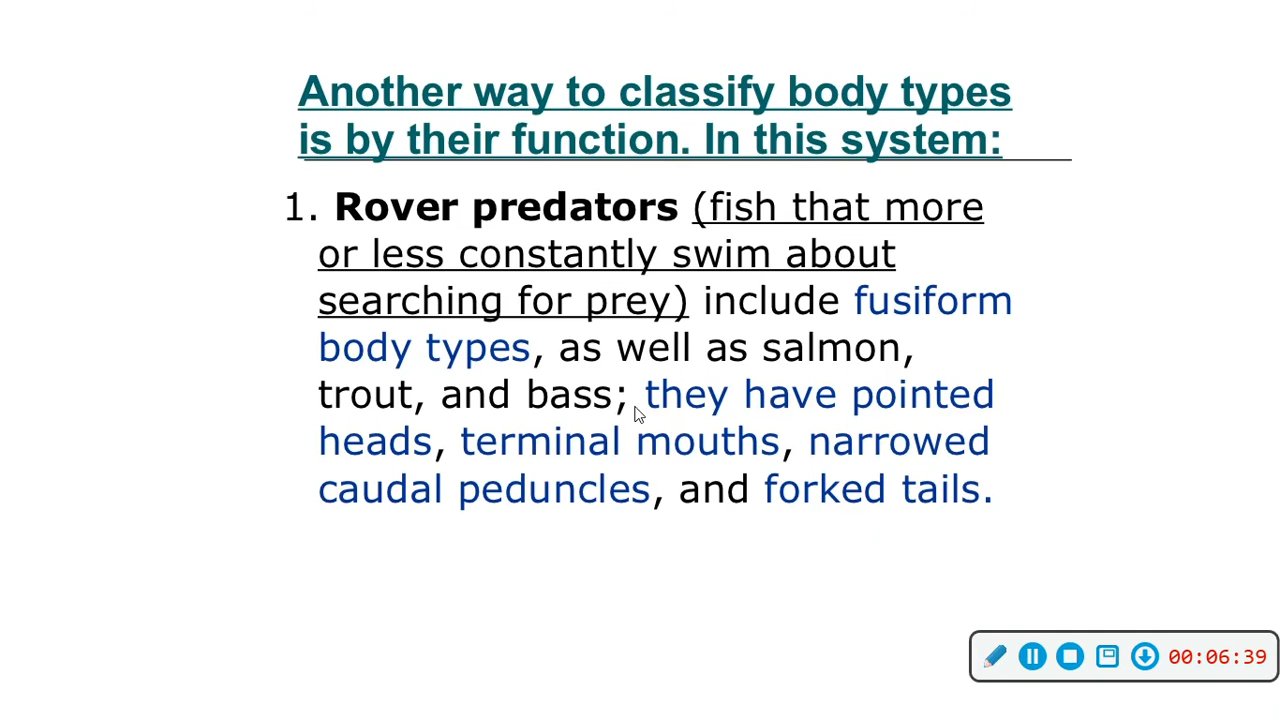 Another way to classify body types
is by their function. In this system:
1. Rover predators (fish that more
or less constantly swim about
searching for prey) include fusiform
body types, as well as salmon,
trout, and bass; they have pointed
heads, terminal mouths, narrowed
caudal peduncles, and forked tails.
00:06:39